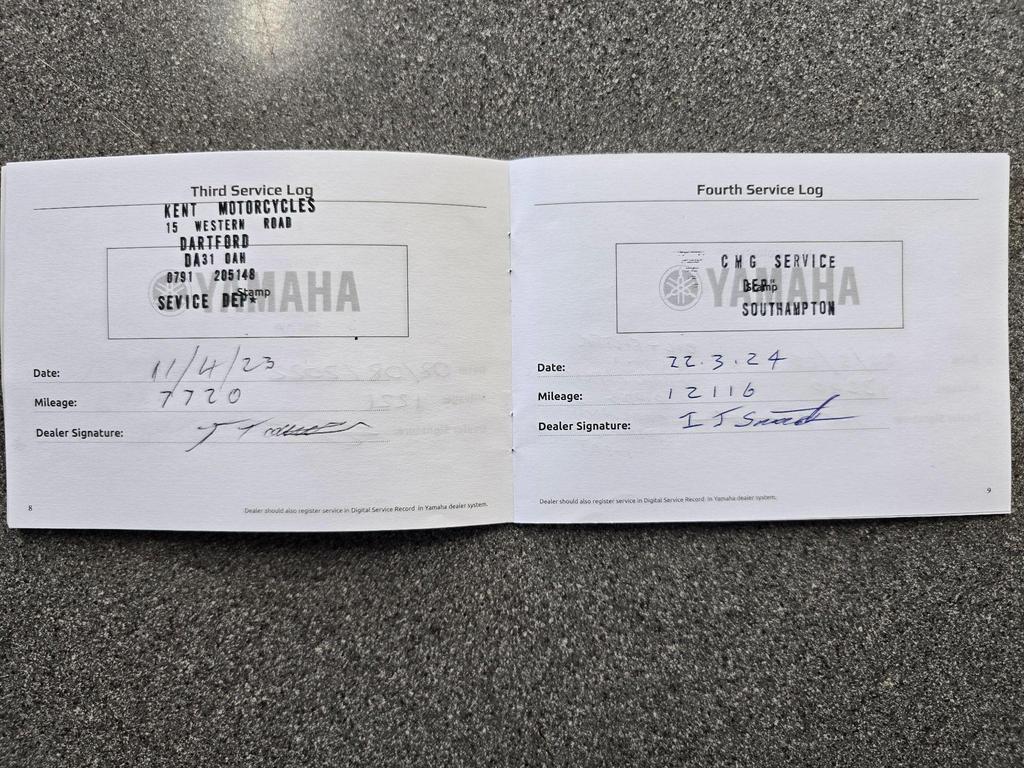 Third Service Log
KENT MOTORCYCLES
15 WESTERN ROAD
DARTFORD
DA31 0AH
0791 205148
YAMAHA
Stamp
SEVICE DEP*
Date: 11/4/23
Mileage: 7720
Dealer Signature:
8
Dealer should also register service in Digital Service Record in Yamaha dealer system.
Fourth Service Log
CMG SERVICE
YAMAHA
DEP"
Stamp
SOUTHAMPTON
Date: 22.3.24
Mileage: 12116
Dealer Signature: I J
9
Dealer should also register service in Digital Service Record in Yamaha dealer system.